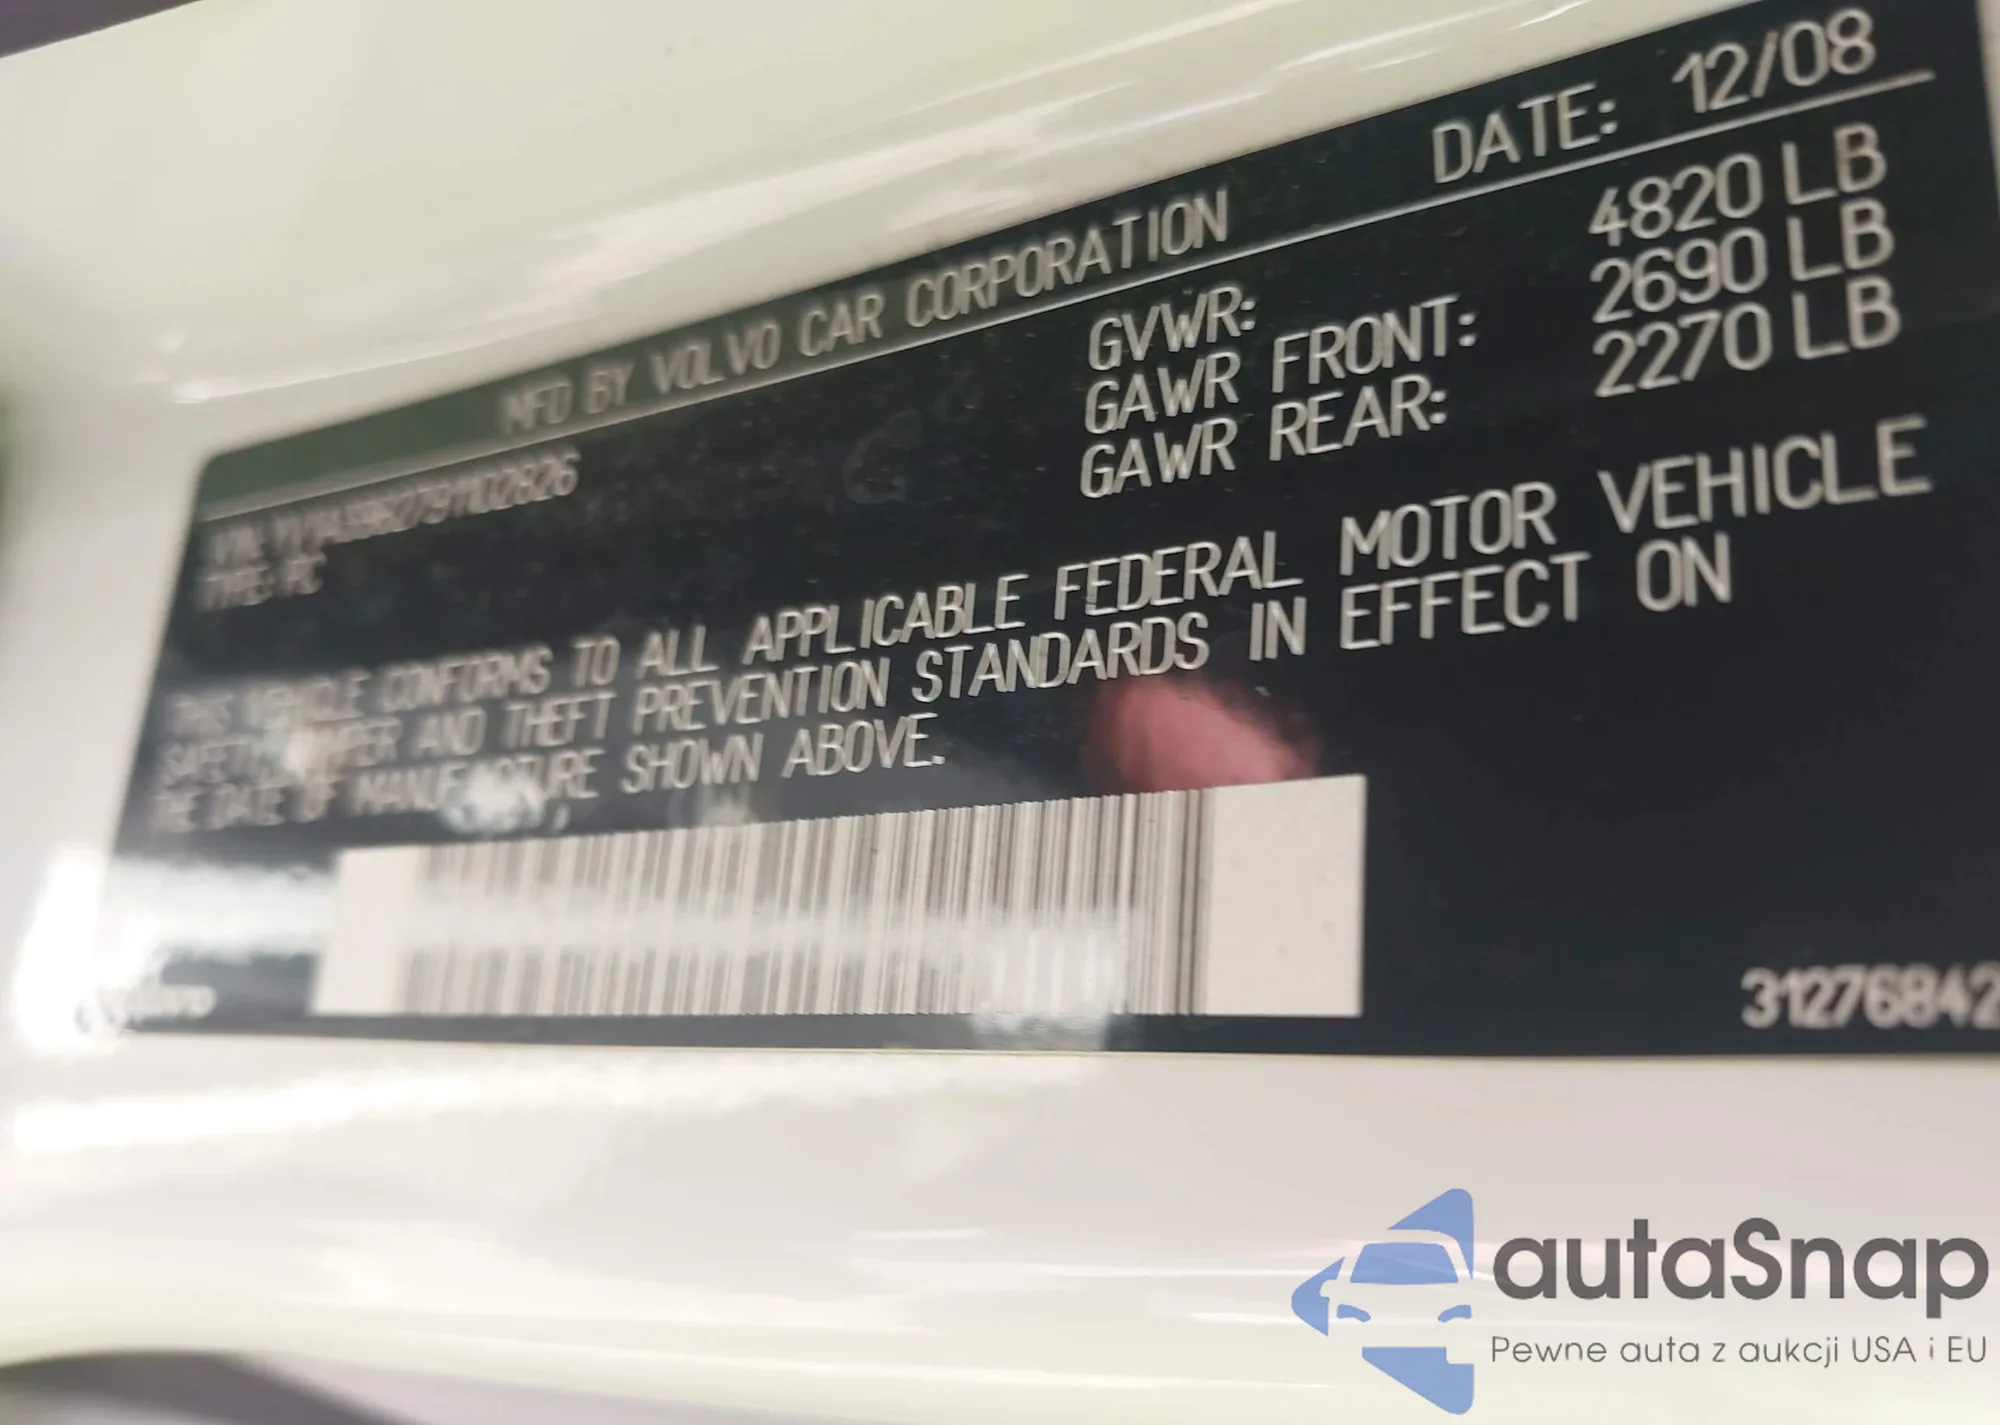 MFD BY VOLVO CAR CORPORATION DATE: 12/08
GVWR: 4820 LB
GAWR FRONT: 2690 LB
GAWR REAR: 2270 LB
TYPE: PC
THIS VEHICLE CONFORMS TO ALL APPLICABLE FEDERAL MOTOR VEHICLE
AND THEFT PREVENTION STANDARDS IN EFFECT ON
THE DATE OF MANUFACTURE SHOWN ABOVE.
31276842
autaSnap
Pewne auta z aukcji USA i EU